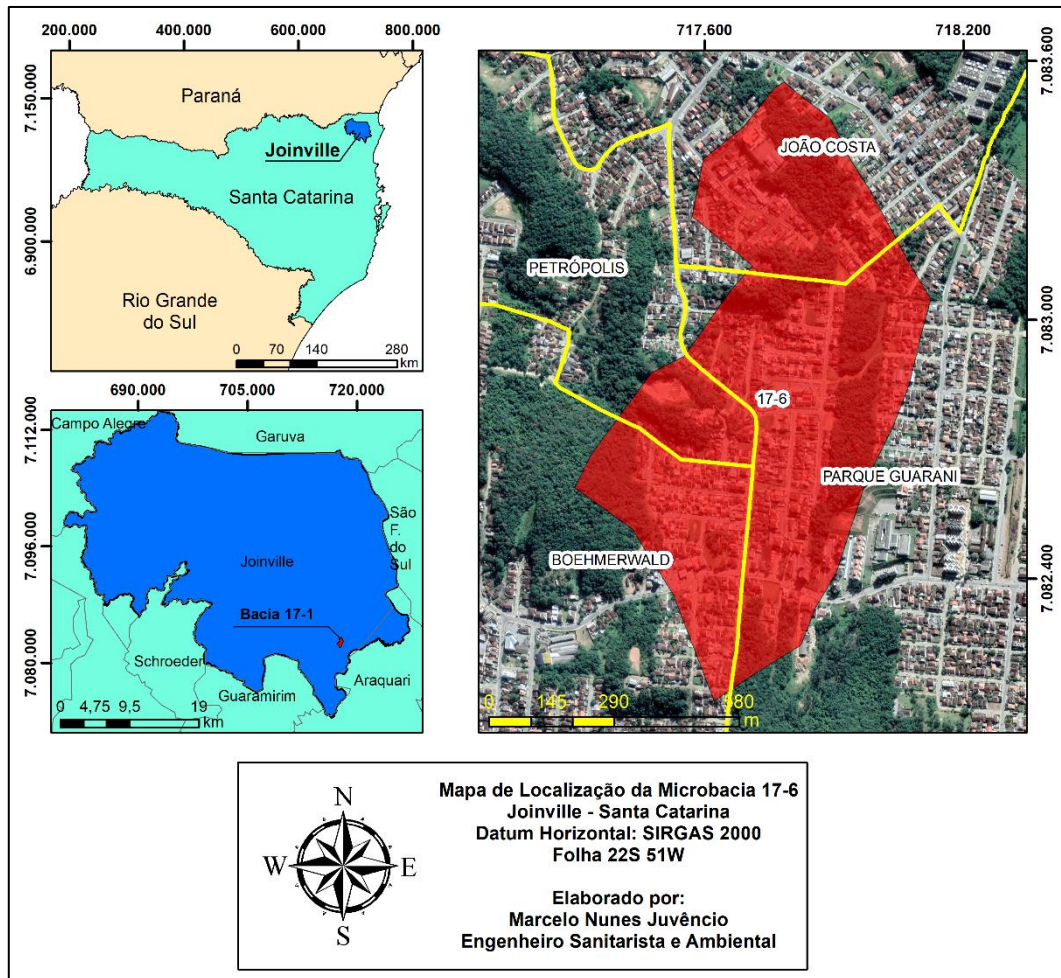 200.000 400.000 600.000 800.000
7.150.000
6.900.000
Paraná
Joinville
Santa Catarina
Rio Grande
do Sul
0 70 140 280
km
690.000 705.000 720.000
7.112.000
7.096.000
7.080.000
Campo Alegre
Garuva
São
F. do
Sul
Joinville
Bacia 17-1
Schroeder
Guaramirim
Araquari
0 4,75 9,5 19
km
717.600 718.200
7.083.600
7.083.000
7.082.400
JOÃO COSTA
PETRÓPOLIS
17-6
PARQUE GUARANI
BOEHMERWALD
0 145 290 580
m
N
W E
S
Mapa de Localização da Microbacia 17-6
Joinville - Santa Catarina
Datum Horizontal: SIRGAS 2000
Folha 22S 51W
Elaborado por:
Marcelo Nunes Juvêncio
Engenheiro Sanitarista e Ambiental